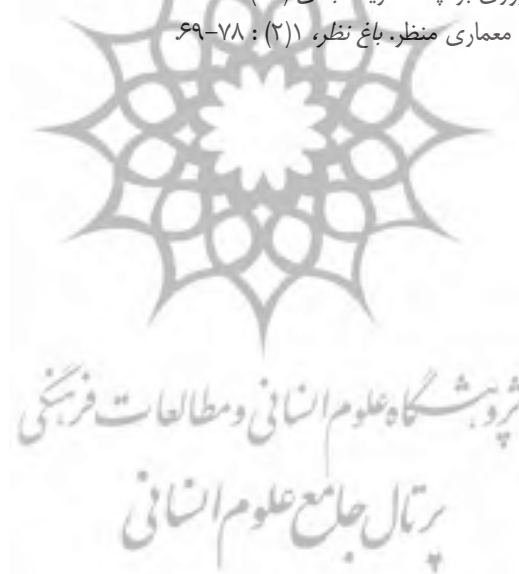 معماری منظر. باغ نظر، ۱(۲) : ۷۸-۶۹.
پژوهشگاه علوم انسانی و مطالعات فرهنگی
پرتال جامع علوم انسانی